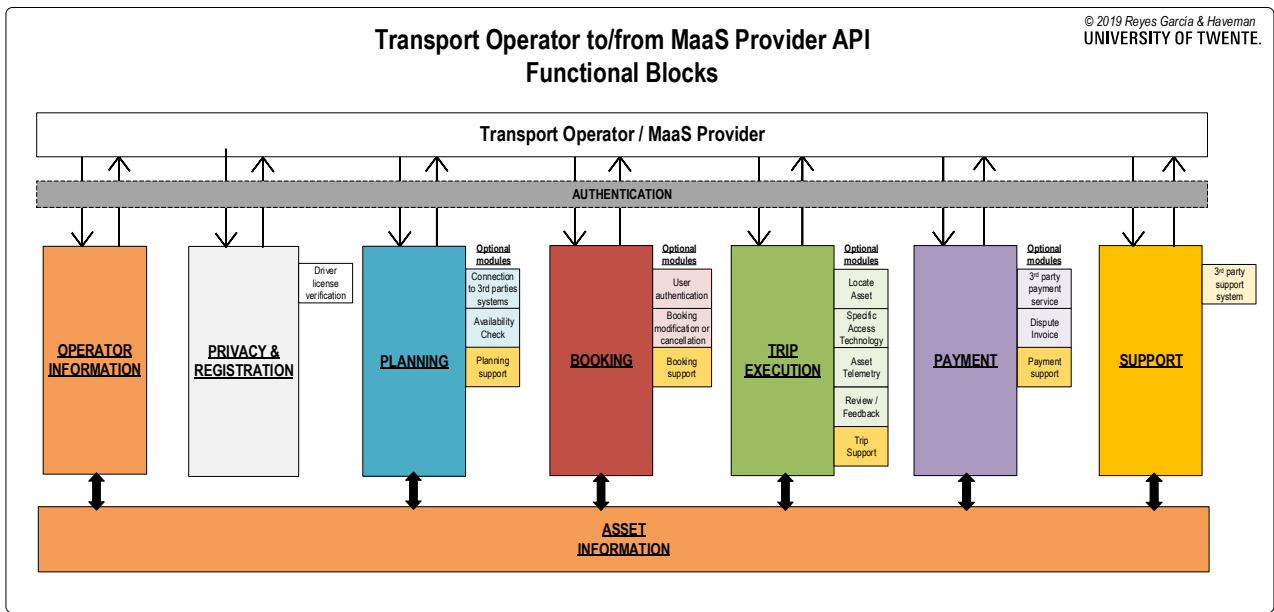 © 2019 Reyes García & Haveman
UNIVERSITY OF TWENTE.
Transport Operator to/from MaaS Provider API
Functional Blocks
Transport Operator / MaaS Provider
AUTHENTICATION
OPERATOR
INFORMATION
PRIVACY &
REGISTRATION
Driver
license
verification
PLANNING
Optional
modules
Connection
to 3rd parties
systems
Availability
Check
Planning
support
BOOKING
Optional
modules
User
authentication
Booking
modification or
cancellation
Booking
support
TRIP
EXECUTION
Optional
modules
Locate
Asset
Specific
Access
Technology
Asset
Telemetry
Review /
Feedback
Trip
Support
PAYMENT
Optional
modules
3rd party
payment
service
Dispute
Invoice
Payment
support
SUPPORT
3rd party
support
system
ASSET
INFORMATION